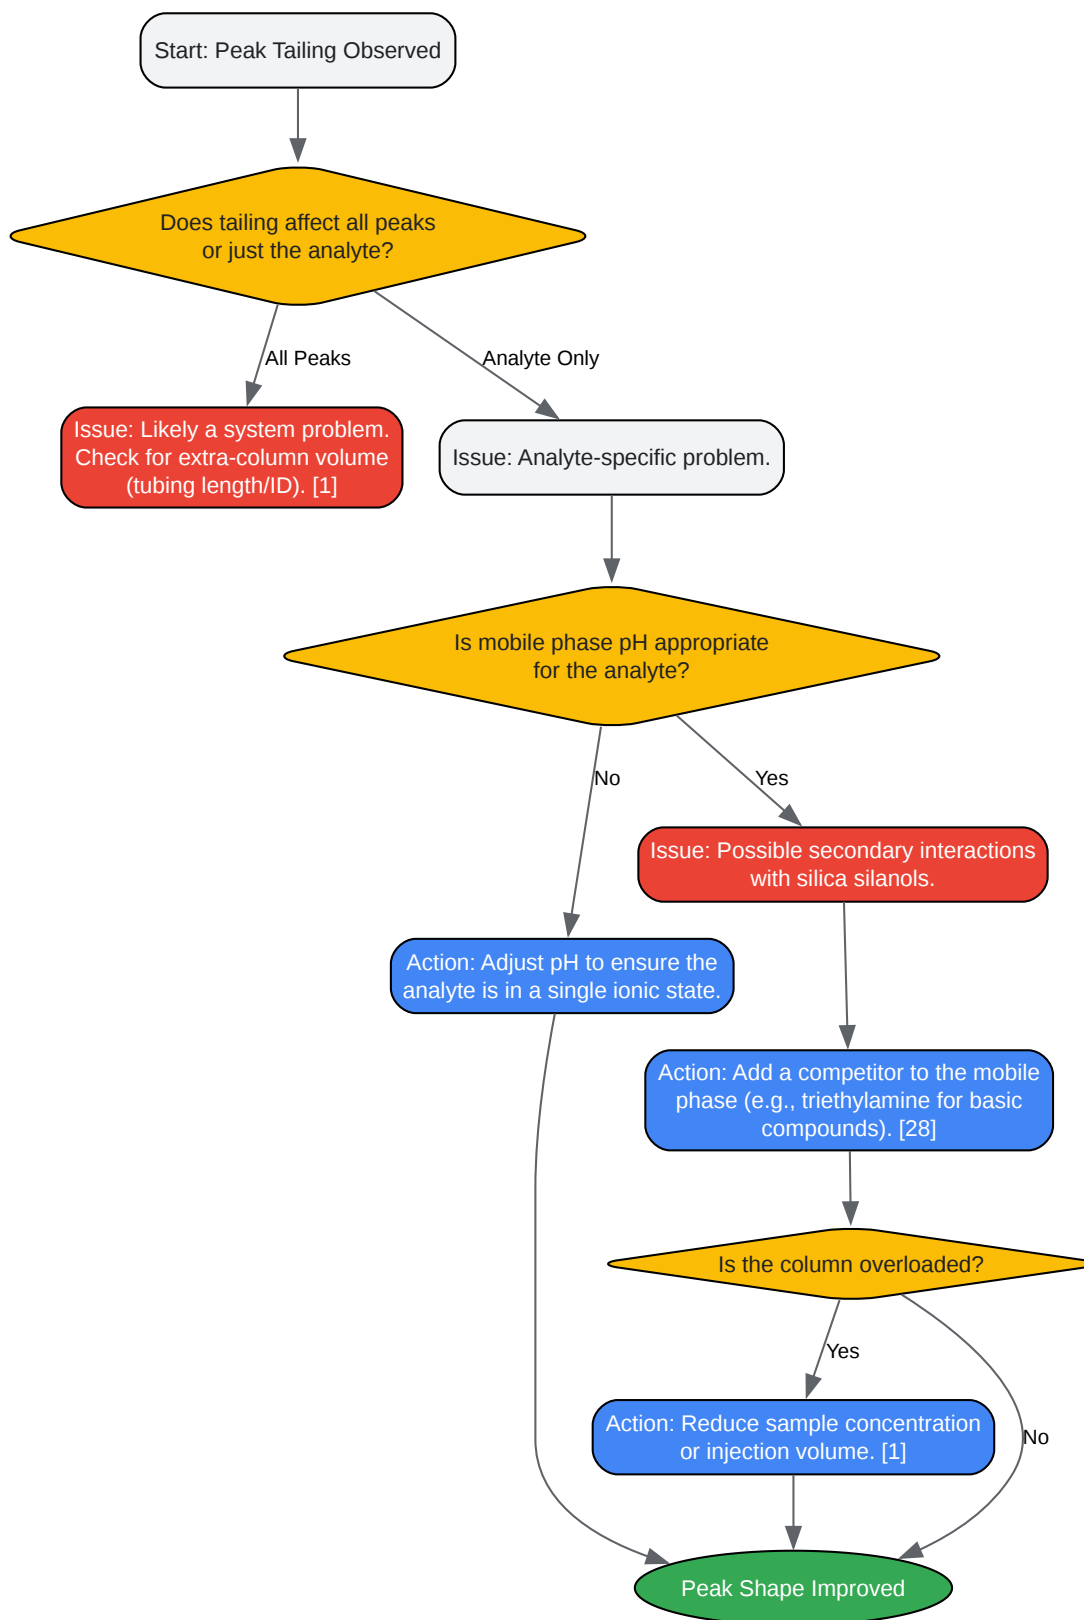 Start: Peak Tailing Observed
Does tailing affect all peaks
or just the analyte?
All Peaks
Analyte Only
Issue: Likely a system problem.
Check for extra-column volume
(tubing length/ID). [1]
Issue: Analyte-specific problem.
Is mobile phase pH appropriate
for the analyte?
No
Yes
Issue: Possible secondary interactions
with silica silanols.
Action: Adjust pH to ensure the
analyte is in a single ionic state.
Action: Add a competitor to the mobile
phase (e.g., triethylamine for basic
compounds). [28]
Is the column overloaded?
Yes
Action: Reduce sample concentration
or injection volume. [1]
No
Peak Shape Improved